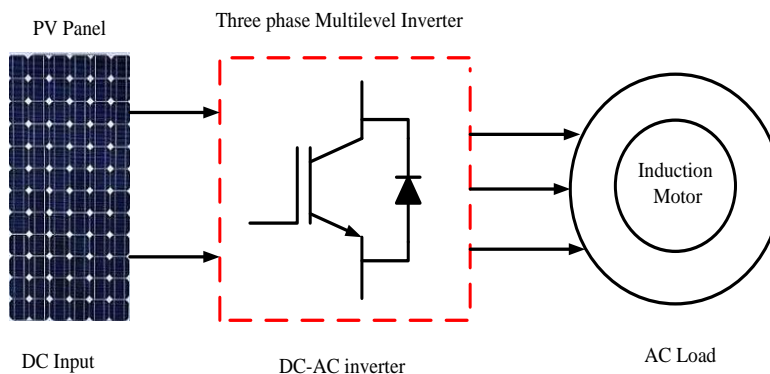 PV Panel
Three phase Multilevel Inverter
Induction
Motor
DC Input
DC-AC inverter
AC Load